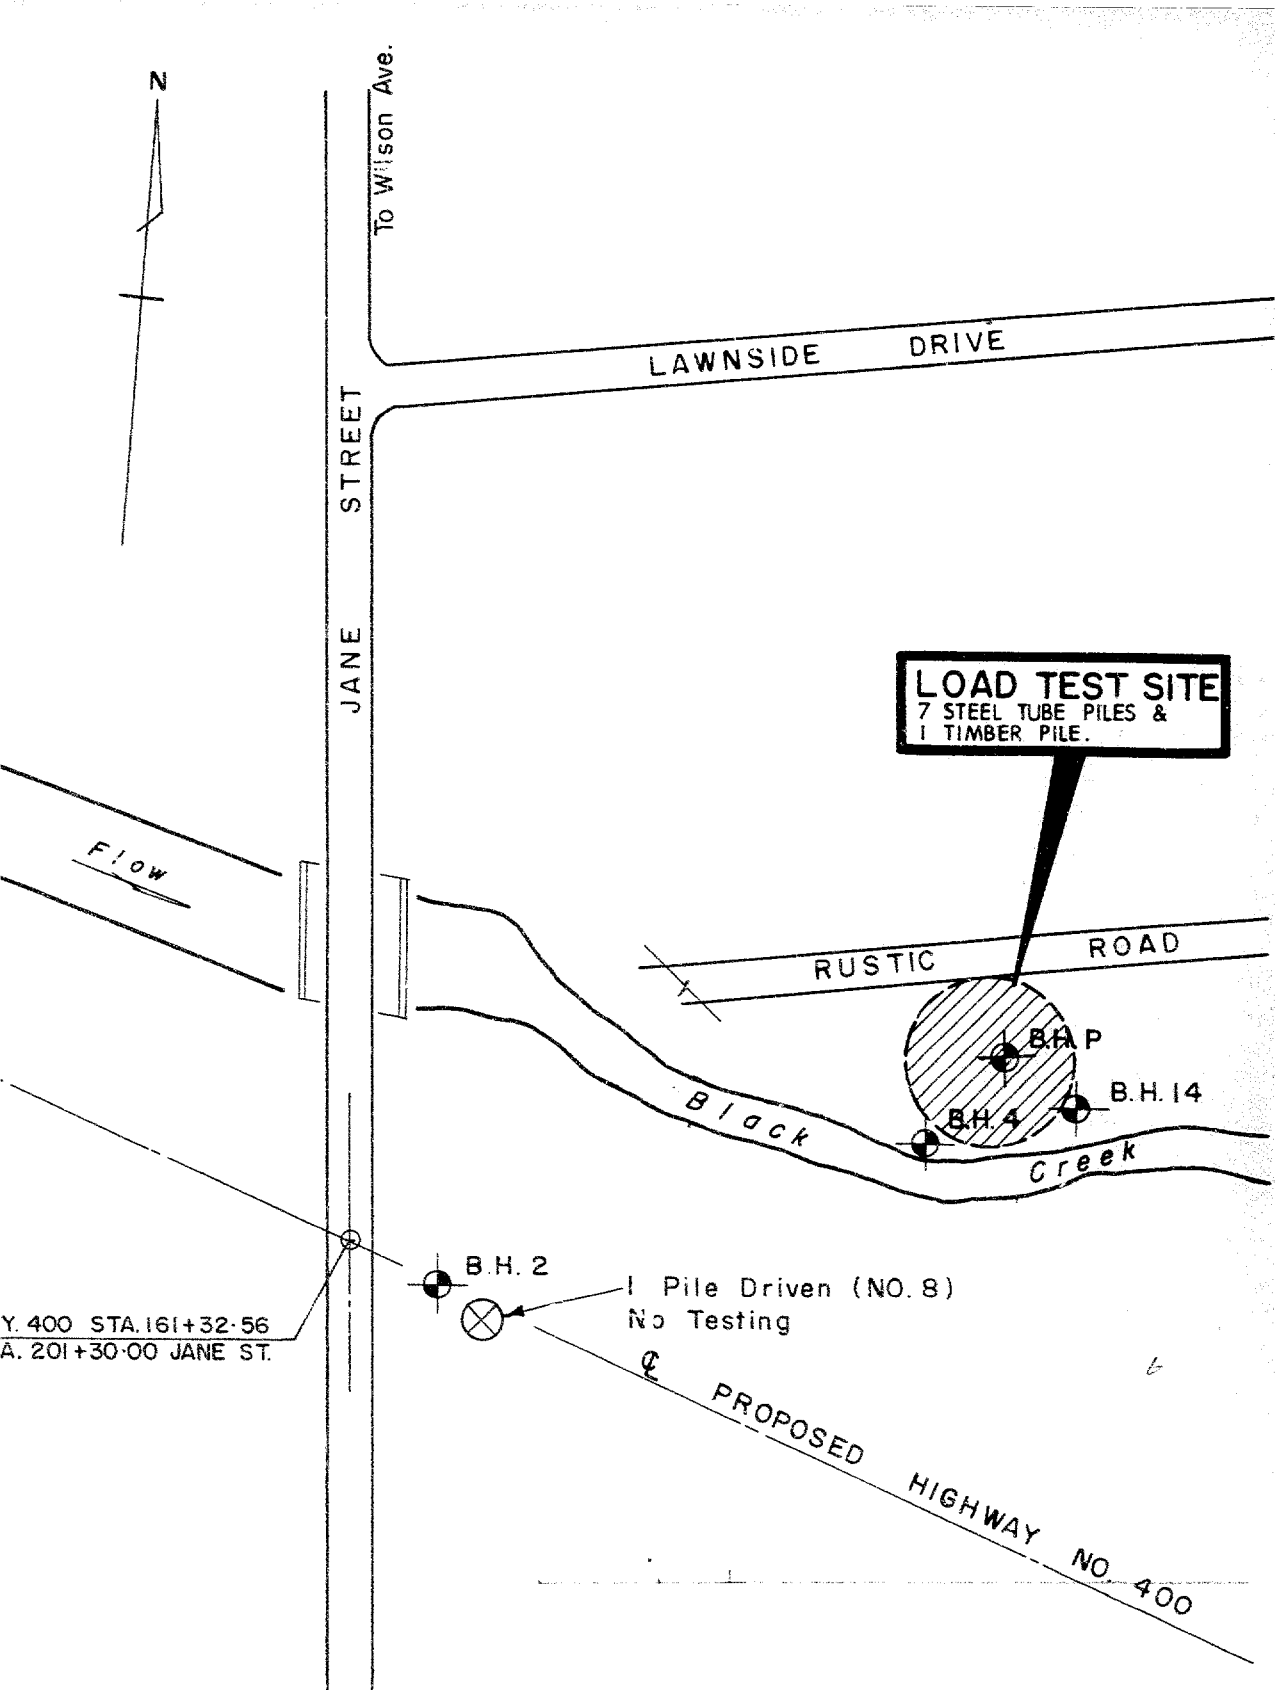 N
To Wilson Ave.
LAWNSIDE DRIVE
JANE STREET
LOAD TEST SITE
7 STEEL TUBE PILES &
1 TIMBER PILE.
Flow
RUSTIC ROAD
B.H. P
B.H. 14
B.H. 4
Black Creek
B.H. 2
1 Pile Driven (NO. 8)
No Testing
Y. 400 STA. 161+32·56
A. 201+30·00 JANE ST.
℄ PROPOSED HIGHWAY NO. 400